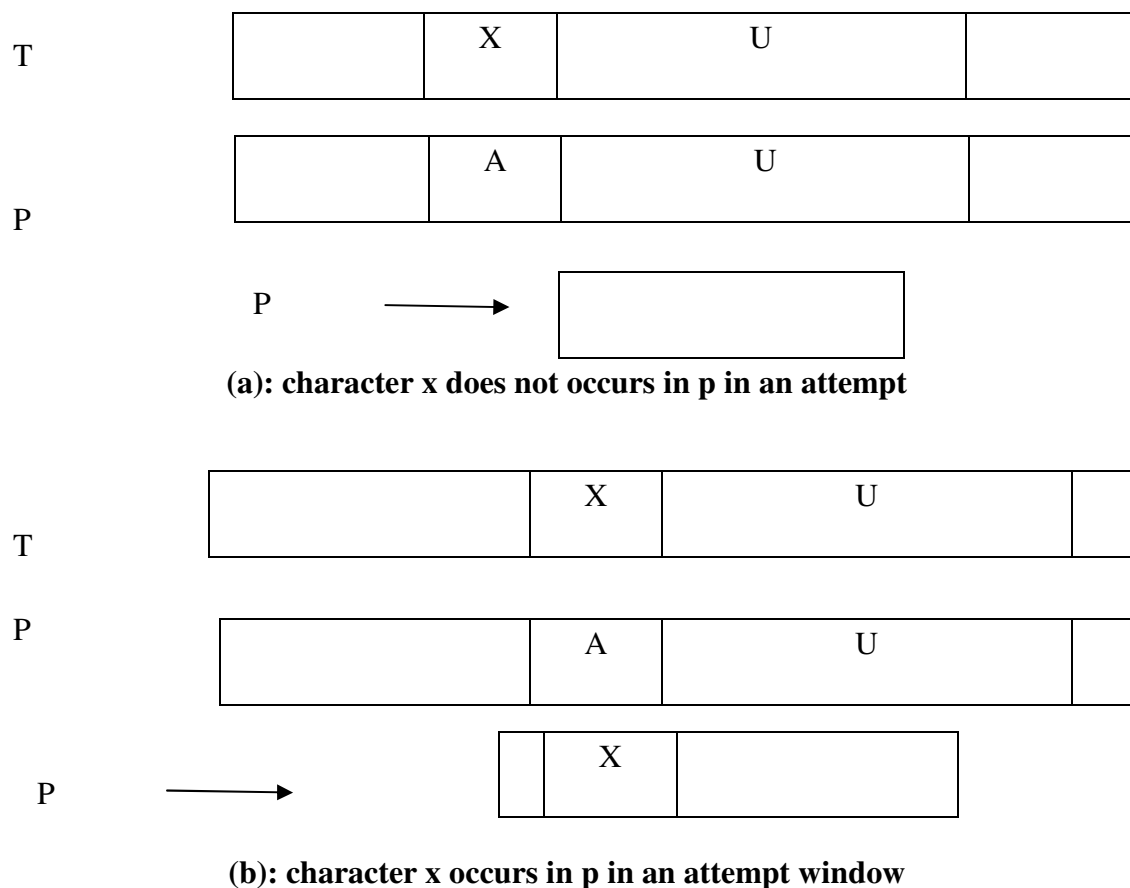 T X U
P A U
P
(a): character x does not occurs in p in an attempt
T X U
P A U
P X
(b): character x occurs in p in an attempt window